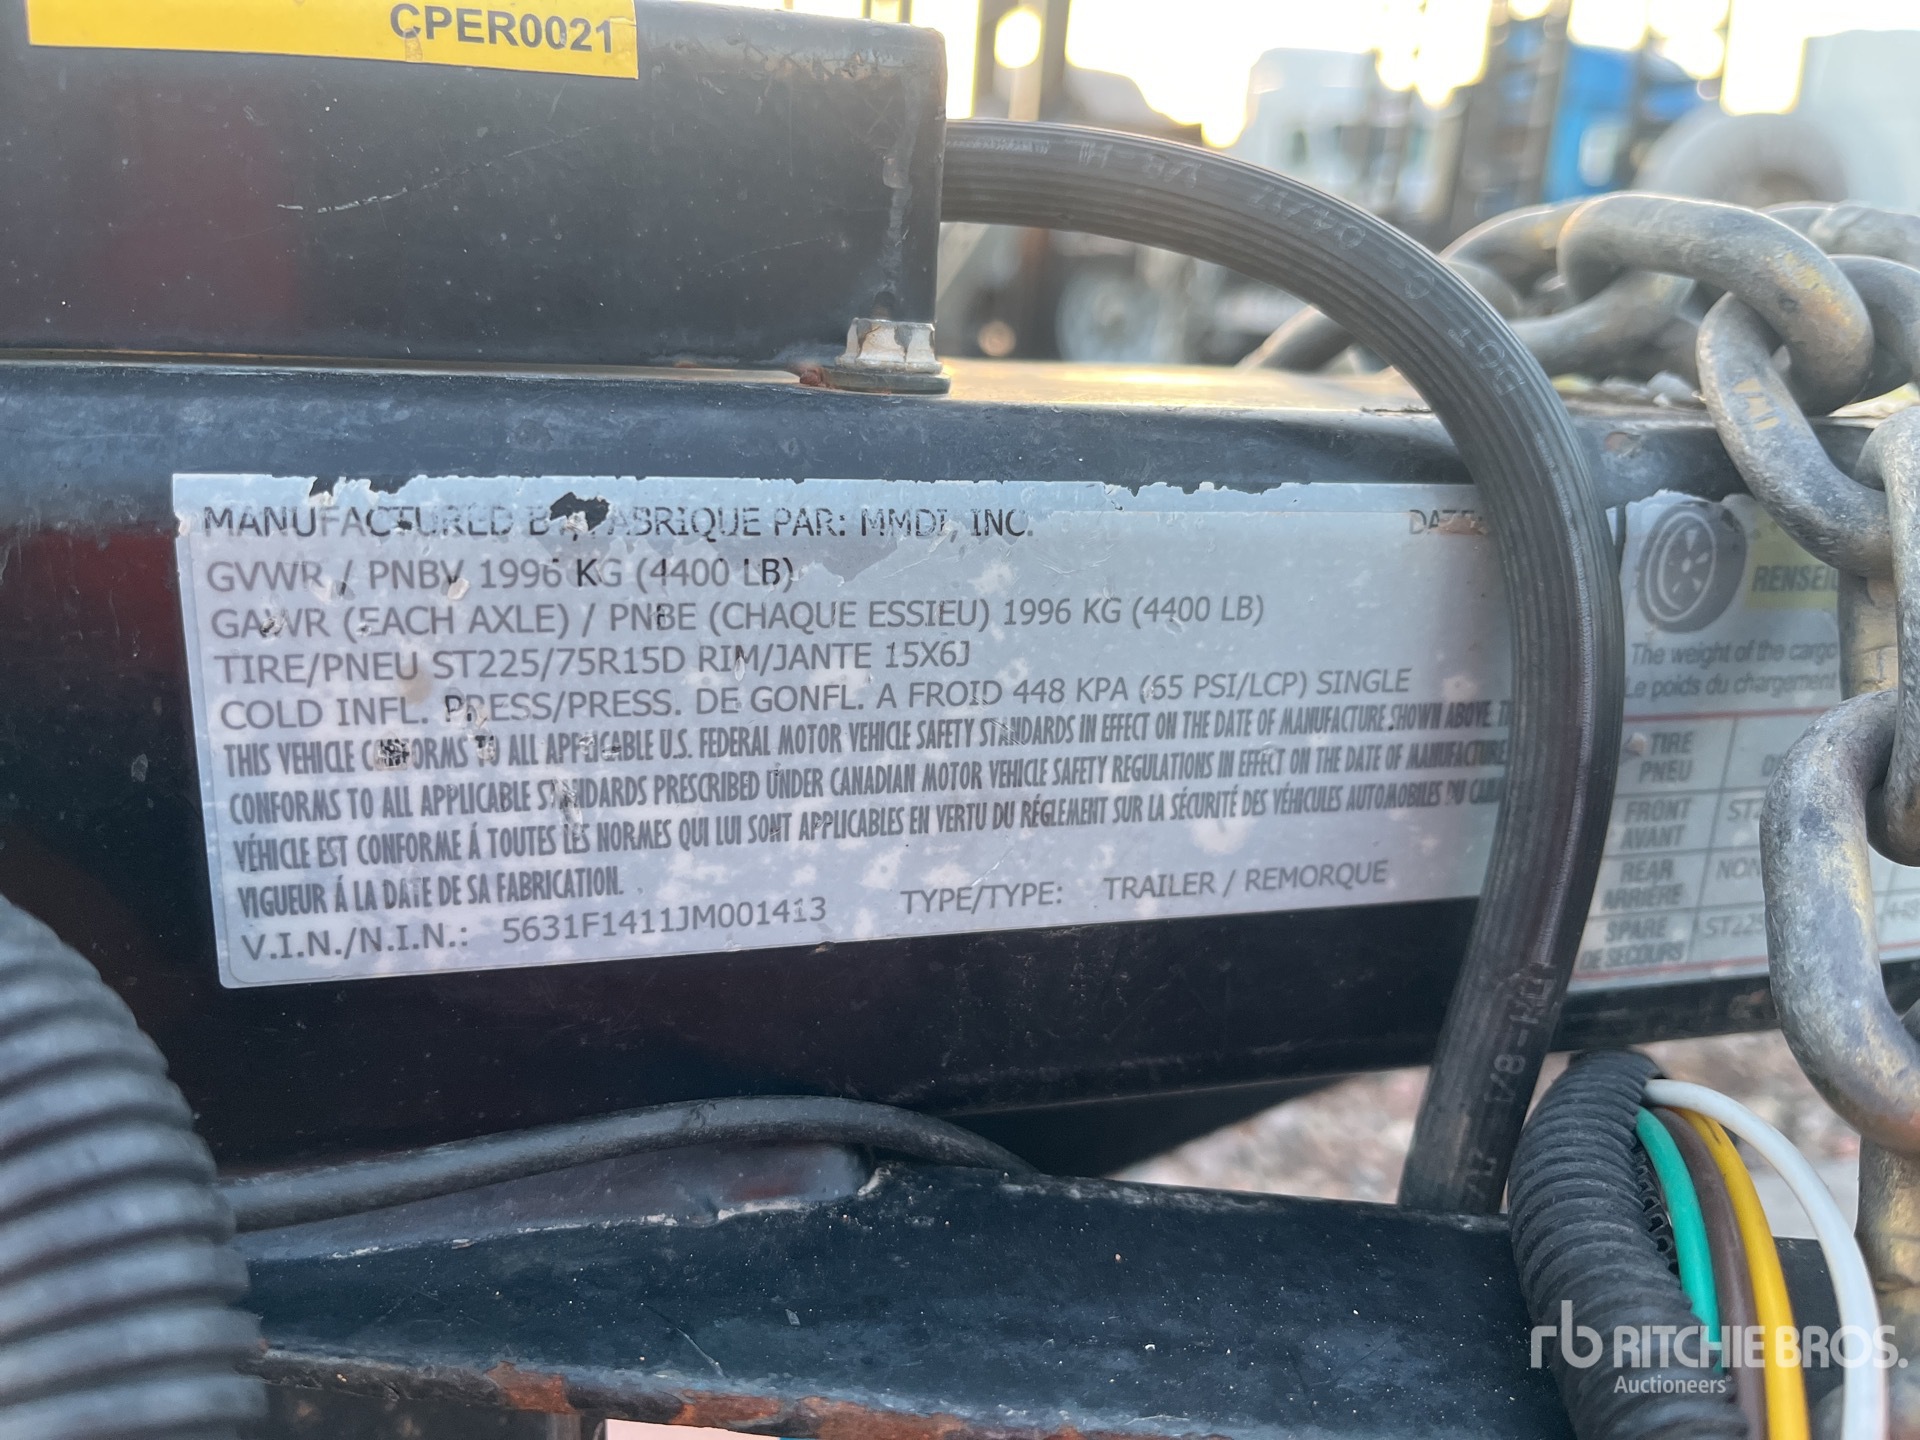 CPER0021
MANUFACTURED B FABRIQUE PAR: MMDI, INC. DATE:
GVWR / PNBV 1996 KG (4400 LB)
GAWR (EACH AXLE) / PNBE (CHAQUE ESSIEU) 1996 KG (4400 LB)
TIRE/PNEU ST225/75R15D RIM/JANTE 15X6J
COLD INFL. PRESS/PRESS. DE GONFL. A FROID 448 KPA (65 PSI/LCP) SINGLE
THIS VEHICLE CONFORMS TO ALL APPLICABLE U.S. FEDERAL MOTOR VEHICLE SAFETY STANDARDS IN EFFECT ON THE DATE OF MANUFACTURE SHOWN ABOVE.
CONFORMS TO ALL APPLICABLE STANDARDS PRESCRIBED UNDER CANADIAN MOTOR VEHICLE SAFETY REGULATIONS IN EFFECT ON THE DATE OF MANUFACTURE
VÉHICLE EST CONFORME Á TOUTES LES NORMES QUI LUI SONT APPLICABLES EN VERTU DU RÉGLEMENT SUR LA SÉCURITÉ DES VÉHICULES AUTOMOBILES DU
VIGUEUR Á LA DATE DE SA FABRICATION.
V.I.N./N.I.N.: 5631F1411JM001413 TYPE/TYPE: TRAILER / REMORQUE
RENSEI
The weight of the cargo
Le poids du chargement
TIRE
PNEU
FRONT
AVANT
REAR
ARRIÈRE
SPARE
DE SECOURS
ST225
rb RITCHIE BROS.
Auctioneers